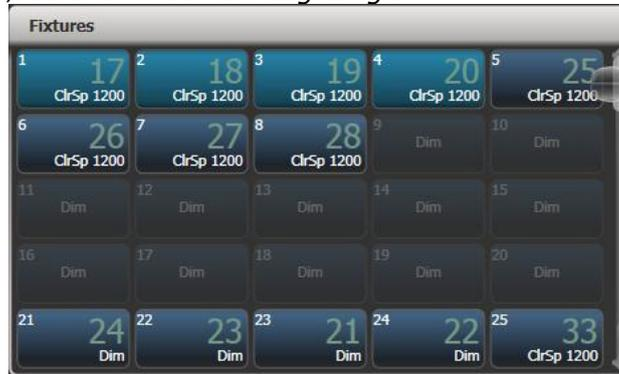 Fixtures
1 17 2 18 3 19 4 20 5 25
ClrSp 1200 ClrSp 1200 ClrSp 1200 ClrSp 1200 ClrSp 1200
6 26 7 27 8 28 9 10
ClrSp 1200 ClrSp 1200 ClrSp 1200 Dim Dim
11 12 13 14 15
Dim Dim Dim Dim Dim
16 17 18 19 20
Dim Dim Dim Dim Dim
21 24 22 23 23 21 24 22 25 33
Dim Dim Dim Dim ClrSp 1200